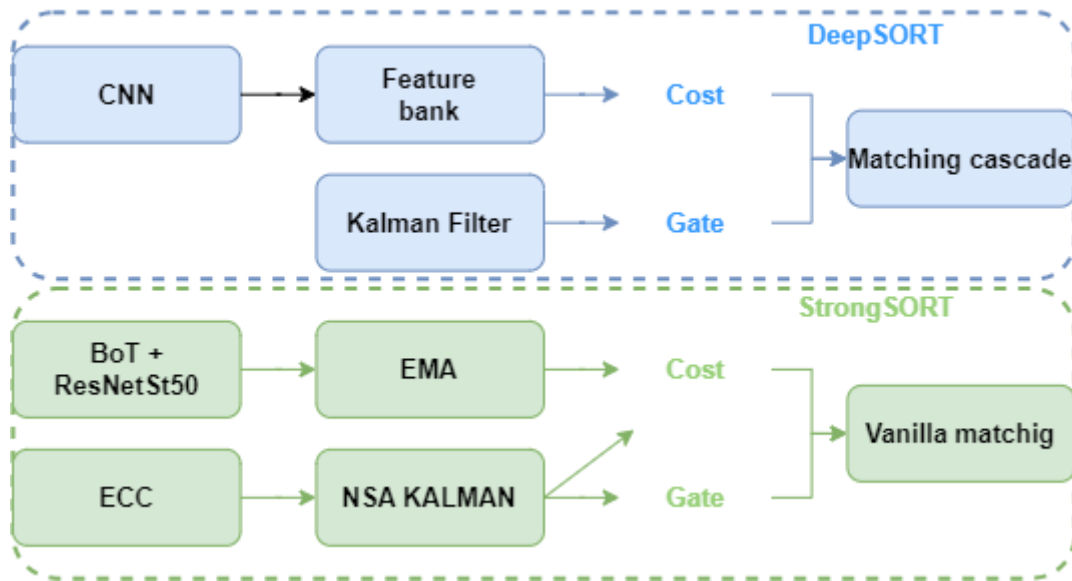 DeepSORT
CNN
Feature
bank
Cost
Matching cascade
Kalman Filter
Gate
StrongSORT
BoT +
ResNetSt50
EMA
Cost
Vanilla matchig
ECC
NSA KALMAN
Gate